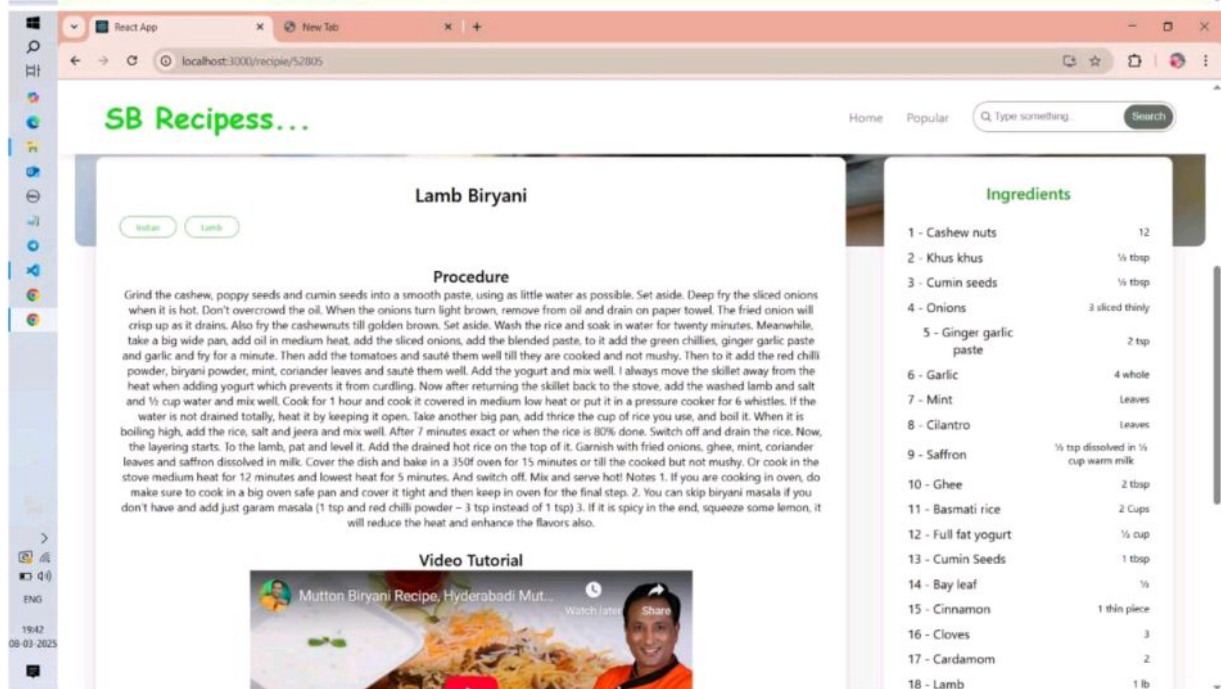 React App
New Tab
localhost:3000/recipie/52805
SB Recipess...
Home
Popular
Type something..
Search
Lamb Biryani
Indian
Lamb
Procedure
Grind the cashew, poppy seeds and cumin seeds into a smooth paste, using as little water as possible. Set aside. Deep fry the sliced onions
when it is hot. Don't overcrowd the oil. When the onions turn light brown, remove from oil and drain on paper towel. The fried onion will
crisp up as it drains. Also fry the cashewnuts till golden brown. Set aside. Wash the rice and soak in water for twenty minutes. Meanwhile,
take a big wide pan, add oil in medium heat, add the sliced onions, add the blended paste, to it add the green chillies, ginger garlic paste
and garlic and fry for a minute. Then add the tomatoes and sauté them well till they are cooked and not mushy. Then to it add the red chilli
powder, biryani powder, mint, coriander leaves and sauté them well. Add the yogurt and mix well. I always move the skillet away from the
heat when adding yogurt which prevents it from curdling. Now after returning the skillet back to the stove, add the washed lamb and salt
and ½ cup water and mix well. Cook for 1 hour and cook it covered in medium low heat or put it in a pressure cooker for 6 whistles. If the
water is not drained totally, heat it by keeping it open. Take another big pan, add thrice the cup of rice you use, and boil it. When it is
boiling high, add the rice, salt and jeera and mix well. After 7 minutes exact or when the rice is 80% done. Switch off and drain the rice. Now,
the layering starts. To the lamb, pat and level it. Add the drained hot rice on the top of it. Garnish with fried onions, ghee, mint, coriander
leaves and saffron dissolved in milk. Cover the dish and bake in a 350f oven for 15 minutes or till the cooked but not mushy. Or cook in the
stove medium heat for 12 minutes and lowest heat for 5 minutes. And switch off. Mix and serve hot! Notes 1. If you are cooking in oven, do
make sure to cook in a big oven safe pan and cover it tight and then keep in oven for the final step. 2. You can skip biryani masala if you
don't have and add just garam masala (1 tsp and red chilli powder – 3 tsp instead of 1 tsp) 3. If it is spicy in the end, squeeze some lemon, it
will reduce the heat and enhance the flavors also.
Video Tutorial
Mutton Biryani Recipe, Hyderabadi Mut...
Watch later
Share
Ingredients
1 - Cashew nuts 12
2 - Khus khus ½ tbsp
3 - Cumin seeds ½ tbsp
4 - Onions 3 sliced thinly
5 - Ginger garlic
paste 2 tsp
6 - Garlic 4 whole
7 - Mint Leaves
8 - Cilantro Leaves
9 - Saffron ½ tsp dissolved in ½
cup warm milk
10 - Ghee 2 tbsp
11 - Basmati rice 2 Cups
12 - Full fat yogurt ½ cup
13 - Cumin Seeds 1 tbsp
14 - Bay leaf ½
15 - Cinnamon 1 thin piece
16 - Cloves 3
17 - Cardamom 2
18 - Lamb 1 lb
ENG
19:42
08-03-2025